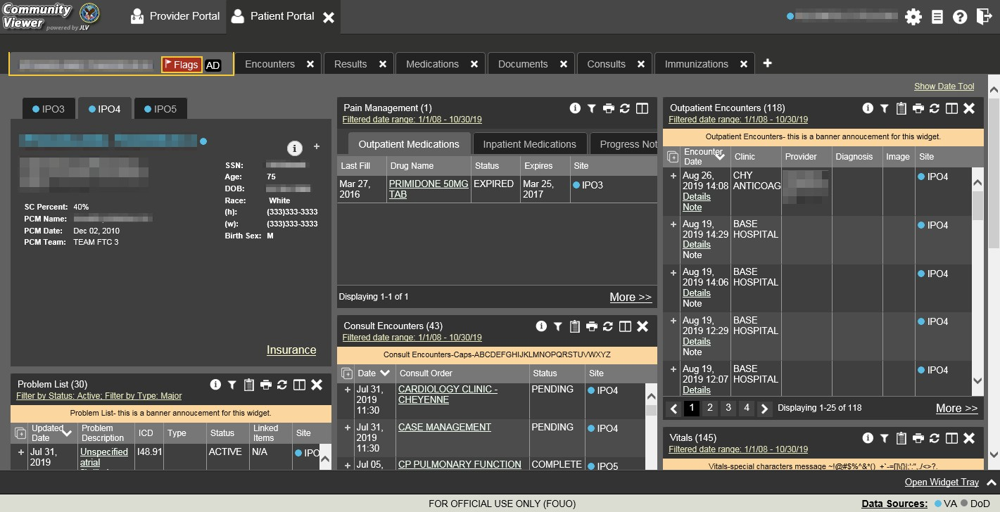 Community
Viewer powered by JLV
Provider Portal
Patient Portal
Flags AD
Encounters
Results
Medications
Documents
Consults
Immunizations
Show Date Tool
IPO3
IPO4
IPO5
SSN:
Age: 75
DOB:
Race: White
(h): (333)333-3333
(w): (333)333-3333
Birth Sex: M
SC Percent: 40%
PCM Name:
PCM Date: Dec 02, 2010
PCM Team: TEAM FTC 3
Insurance
Problem List (30)
Filter by Status: Active; Filter by Type: Major
Problem List- this is a banner annoucement for this widget.
Updated Date Problem Description ICD Type Status Linked Items Site
Jul 31, 2019 Unspecified atrial I48.91 ACTIVE N/A IPO
Pain Management (1)
Filtered date range: 1/1/08 - 10/30/19
Outpatient Medications
Inpatient Medications
Progress Not
Last Fill Drug Name Status Expires Site
Mar 27, 2016 PRIMIDONE 50MG TAB EXPIRED Mar 25, 2017 IPO3
Displaying 1-1 of 1
More >>
Consult Encounters (43)
Filtered date range: 1/1/08 - 10/30/19
Consult Encounters-Caps-ABCDEFGHIJKLMNOPQRSTUVWXYZ
Date Consult Order Status Site
Jul 31, 2019 11:30 CARDIOLOGY CLINIC - CHEYENNE PENDING IPO4
Jul 31, 2019 11:30 CASE MANAGEMENT PENDING IPO4
Jul 05, CP PULMONARY FUNCTION COMPLETE IPO5
Outpatient Encounters (118)
Filtered date range: 1/1/08 - 10/30/19
Outpatient Encounters- this is a banner annoucement for this widget.
Encounter Date Clinic Provider Diagnosis Image Site
Aug 26, 2019 14:08 Details Note CHY ANTICOAG IPO4
Aug 19, 2019 14:29 Details Note BASE HOSPITAL IPO4
Aug 19, 2019 14:06 Details Note BASE HOSPITAL IPO4
Aug 19, 2019 12:29 Details Note BASE HOSPITAL IPO4
Aug 19, 2019 12:07 Details BASE HOSPITAL IPO4
1 2 3 4 Displaying 1-25 of 118
More >>
Vitals (145)
Filtered date range: 1/1/08 - 10/30/19
Vitals-special characters message ~!@#$%^&*()_+`-=[]\{}|;':",./<>?.
Open Widget Tray
FOR OFFICIAL USE ONLY (FOUO)
Data Sources: VA DoD